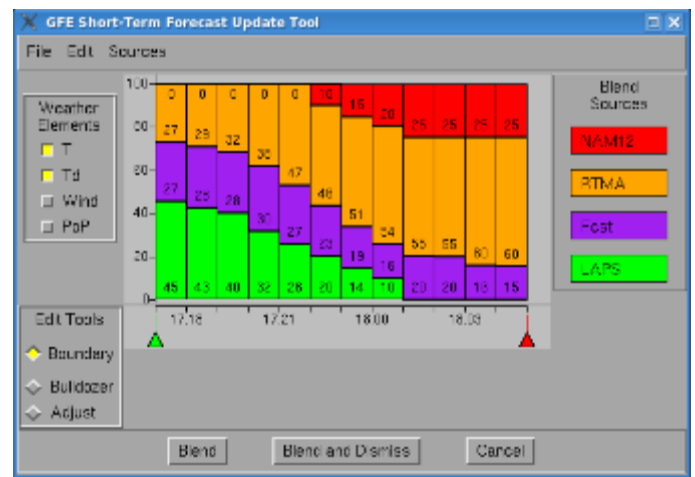 GFE Short-Term Forecast Update Tool
File Edit Sources
Weather
Elements
T
Td
Wind
PoP
100
80
60
40
20
0
0 0 0 0 0 10 15 20 25 25 25 25
27 29 32 38 47 48 51 54 55 55 60 60
27 28 28 30 27 23 19 16
45 43 40 32 26 20 14 10 20 20 15 15
17.18 17.21 18.00 18.03
Blend
Sources
NAM12
RTMA
Fcst
LAPS
Edit Tools
Boundary
Bulldozer
Adjust
Blend
Blend and Dismiss
Cancel